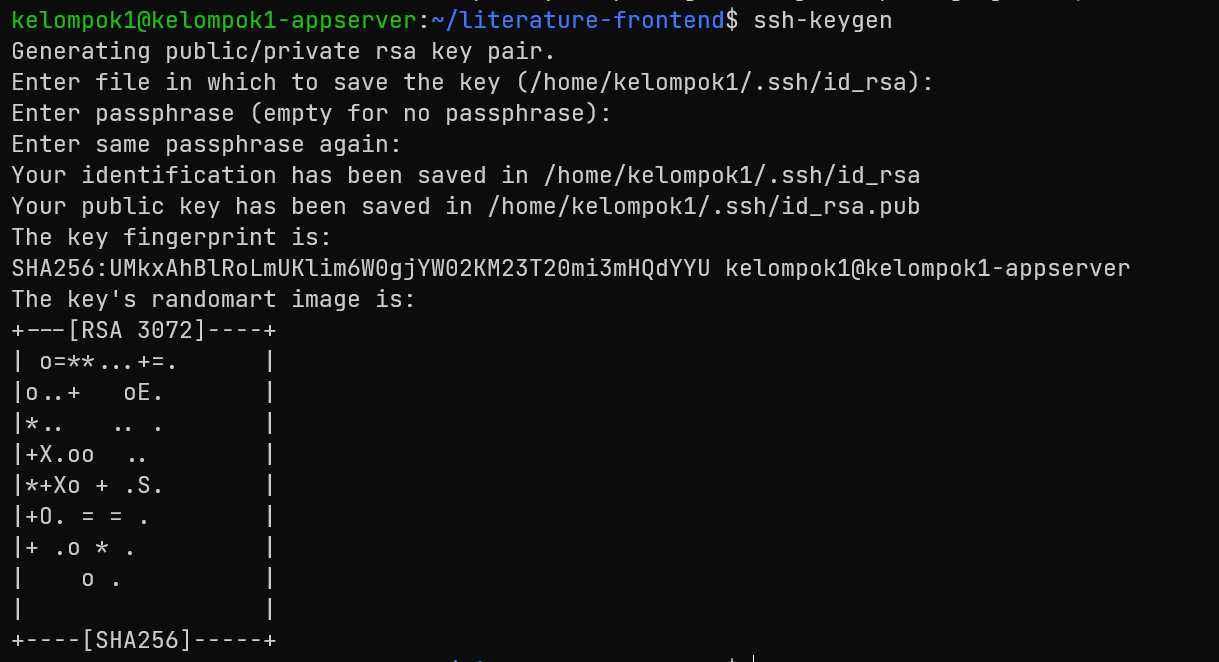 kelompok1@kelompok1-appserver:~/literature-frontend$ ssh-keygen
Generating public/private rsa key pair.
Enter file in which to save the key (/home/kelompok1/.ssh/id_rsa):
Enter passphrase (empty for no passphrase):
Enter same passphrase again:
Your identification has been saved in /home/kelompok1/.ssh/id_rsa
Your public key has been saved in /home/kelompok1/.ssh/id_rsa.pub
The key fingerprint is:
SHA256:UMkxAhBlRoLmUKlim6W0gjYW02KM23T20mi3mHQdYYU kelompok1@kelompok1-appserver
The key's randomart image is:
+---[RSA 3072]----+
| o=**...+=.      |
|o..+   oE.       |
|*..    .. .      |
|+X.oo  ..        |
|*+Xo + .S.       |
|+O. = = .        |
|+ .o * .         |
|    o .          |
|                 |
+----[SHA256]-----+